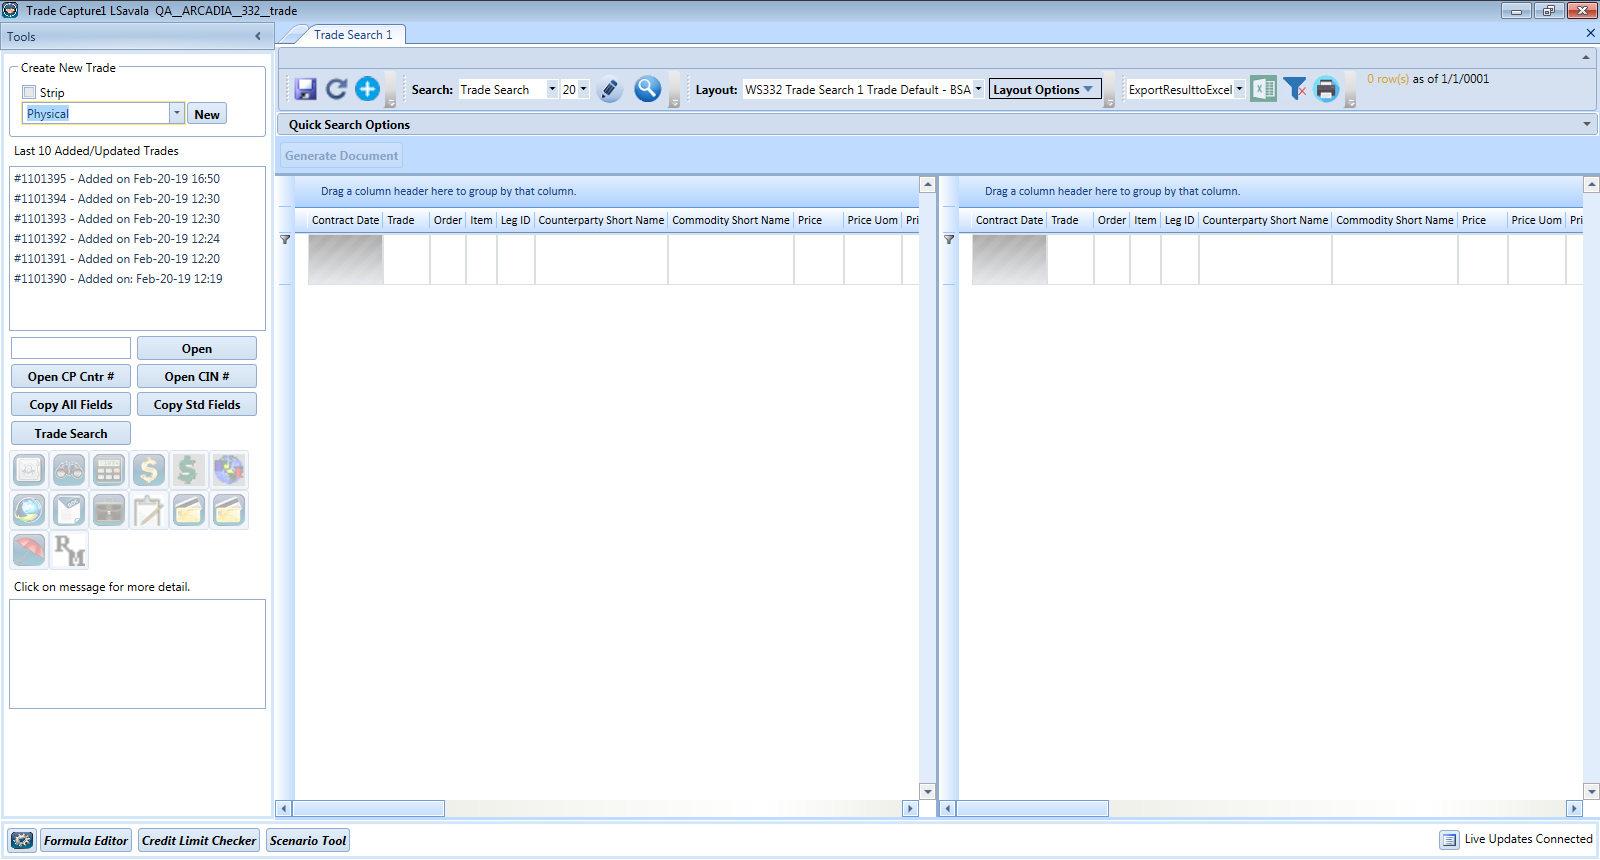 Trade Capture1 LSavala  QA__ARCADIA__332__trade
Tools
Create New Trade
Strip
Physical
New
Last 10 Added/Updated Trades
#1101395 - Added on Feb-20-19 16:50
#1101394 - Added on Feb-20-19 12:30
#1101393 - Added on Feb-20-19 12:30
#1101392 - Added on Feb-20-19 12:24
#1101391 - Added on Feb-20-19 12:20
#1101390 - Added on: Feb-20-19 12:19
Open
Open CP Cntr # Open CIN #
Copy All Fields Copy Std Fields
Trade Search
RM
Click on message for more detail.
Trade Search 1
Search: Trade Search 20 Layout: WS332 Trade Search 1 Trade Default - BSA Layout Options ExportResulttoExcel 0 row(s) as of 1/1/0001
Quick Search Options
Generate Document
Drag a column header here to group by that column.
Contract Date Trade Order Item Leg ID Counterparty Short Name Commodity Short Name Price Price Uom Pri
Drag a column header here to group by that column.
Contract Date Trade Order Item Leg ID Counterparty Short Name Commodity Short Name Price Price Uom Pri
Formula Editor Credit Limit Checker Scenario Tool
Live Updates Connected